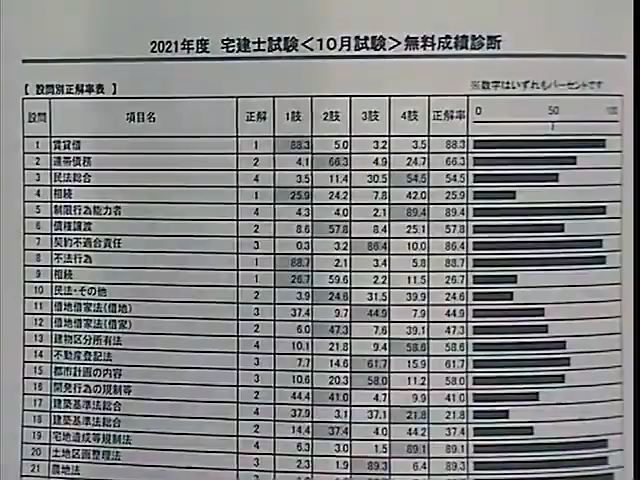 2021年度 宅建士試験＜10月試験＞無料成績診断
【 設問別正解率表 】 ※数字はいずれもパーセントです
設問 項目名 正解 1肢 2肢 3肢 4肢 正解率 0 50 100
1 賃貸借 1 88.3 5.0 3.2 3.5 88.3
2 連帯債務 2 4.1 66.3 4.9 24.7 66.3
3 民法総合 4 3.5 11.4 30.5 54.5 54.5
4 相続 1 25.9 24.2 7.8 42.0 25.9
5 制限行為能力者 4 4.3 4.0 2.1 89.4 89.4
6 債権譲渡 2 8.6 57.8 8.4 25.1 57.8
7 契約不適合責任 3 0.3 3.2 86.4 10.0 86.4
8 不法行為 1 88.7 2.1 3.4 5.8 88.7
9 相続 1 26.7 59.6 2.2 11.5 26.7
10 民法・その他 2 3.9 24.6 31.5 39.9 24.6
11 借地借家法(借地) 3 37.4 9.7 44.9 7.9 44.9
12 借地借家法(借家) 2 6.0 47.3 7.6 39.1 47.3
13 建物区分所有法 4 10.1 21.8 9.4 58.6 58.6
14 不動産登記法 3 7.7 14.6 61.7 15.9 61.7
15 都市計画の内容 3 10.6 20.3 58.0 11.2 58.0
16 開発行為の規制等 2 44.4 41.0 4.7 9.9 41.0
17 建築基準法総合 4 37.9 3.1 37.1 21.8 21.8
18 建築基準法総合 2 14.4 37.4 4.0 44.2 37.4
19 宅地造成等規制法 4 6.3 3.0 1.5 89.1 89.1
20 土地区画整理法 3 2.3 1.9 89.3 6.4 89.3
21 農地法